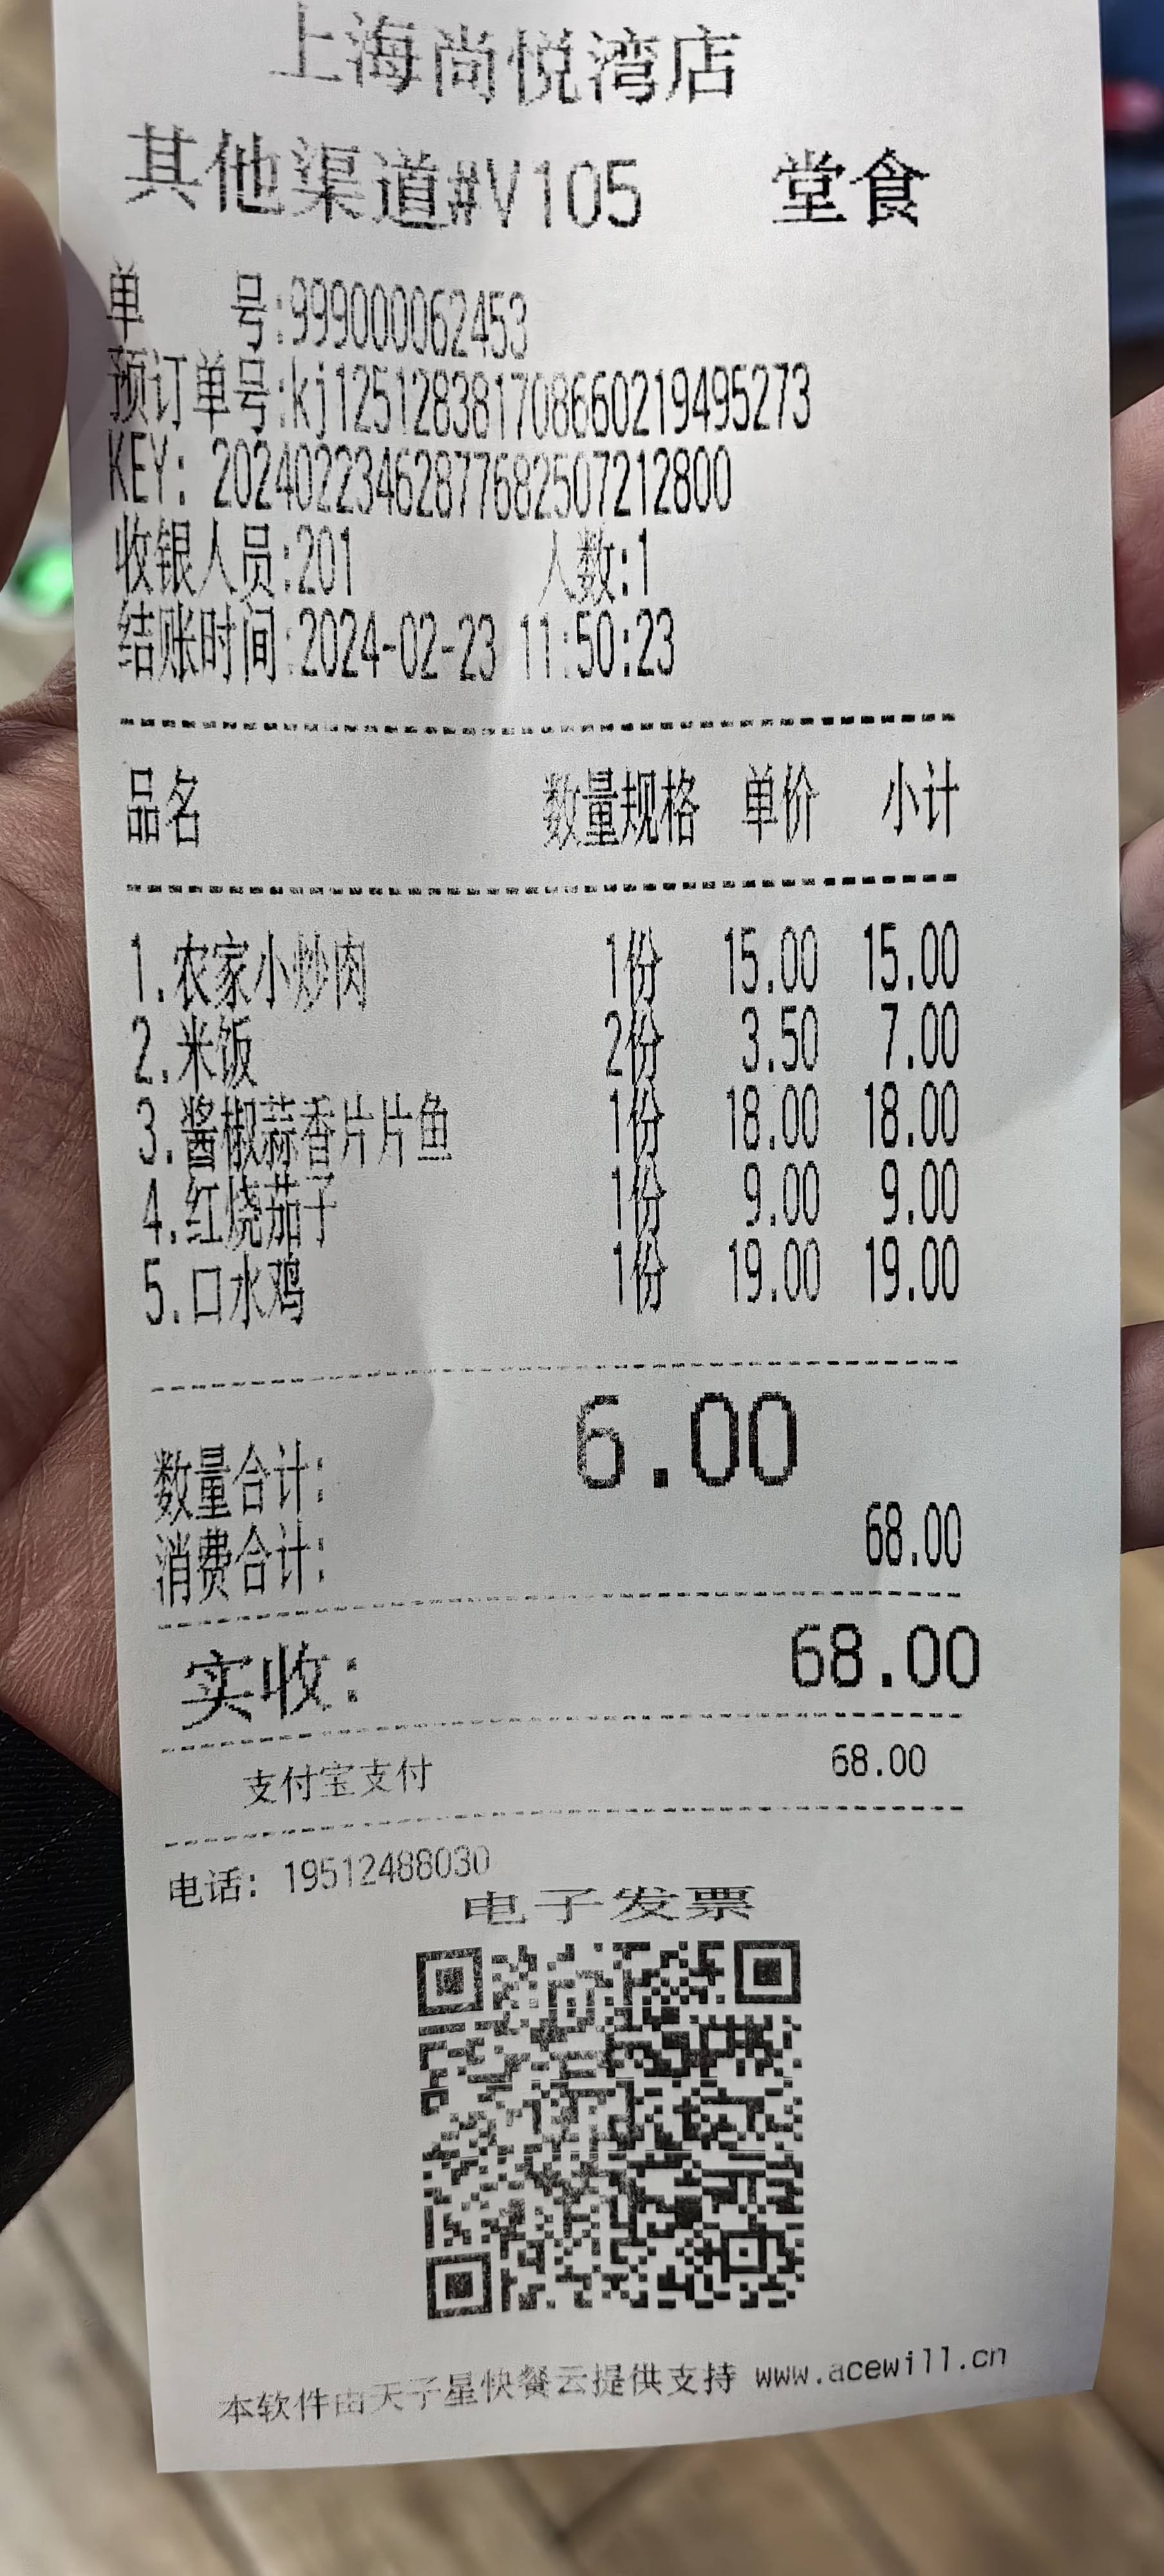 上海尚悦湾店
其他渠道#V105 堂食
单 号:999000062453
预订单号:kj125128381708660219495273
KEY: 2024022346287768250721280​0
收银人员:201 人数:1
结账时间:2024-02-23 11:50:23
品名 数量规格 单价 小计
1.农家小炒肉 1份 15.00 15.00
2.米饭 2份 3.50 7.00
3.酱椒蒜香片片鱼 1份 18.00 18.00
4.红烧茄子 1份 9.00 9.00
5.口水鸡 1份 19.00 19.00
数量合计: 6.00
消费合计: 68.00
实收: 68.00
支付宝支付 68.00
电话: 19512488030
电子发票
本软件由天子星快餐云提供支持 www.acewill.cn